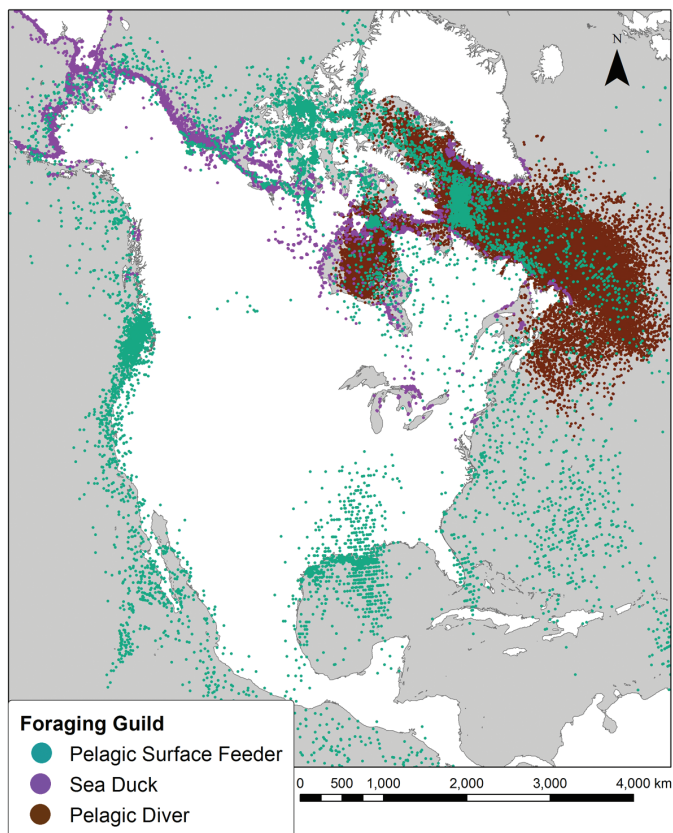 N
Foraging Guild
Pelagic Surface Feeder
Sea Duck
Pelagic Diver
0 500 1,000 2,000 3,000 4,000 km